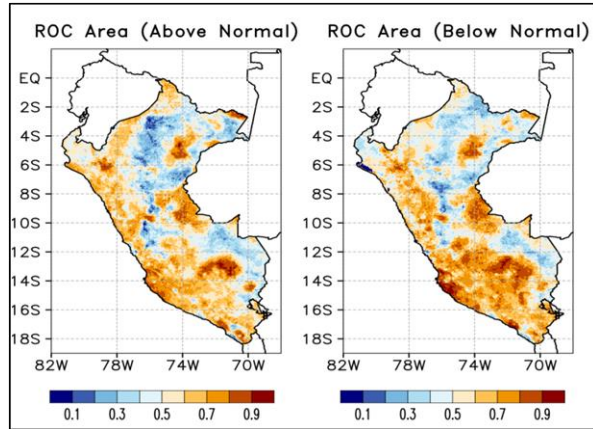 ROC Area (Above Normal) ROC Area (Below Normal)
EQ EQ
2S 2S
4S 4S
6S 6S
8S 8S
10S 10S
12S 12S
14S 14S
16S 16S
18S 18S
82W 78W 74W 70W 82W 78W 74W 70W
0.1 0.3 0.5 0.7 0.9 0.1 0.3 0.5 0.7 0.9